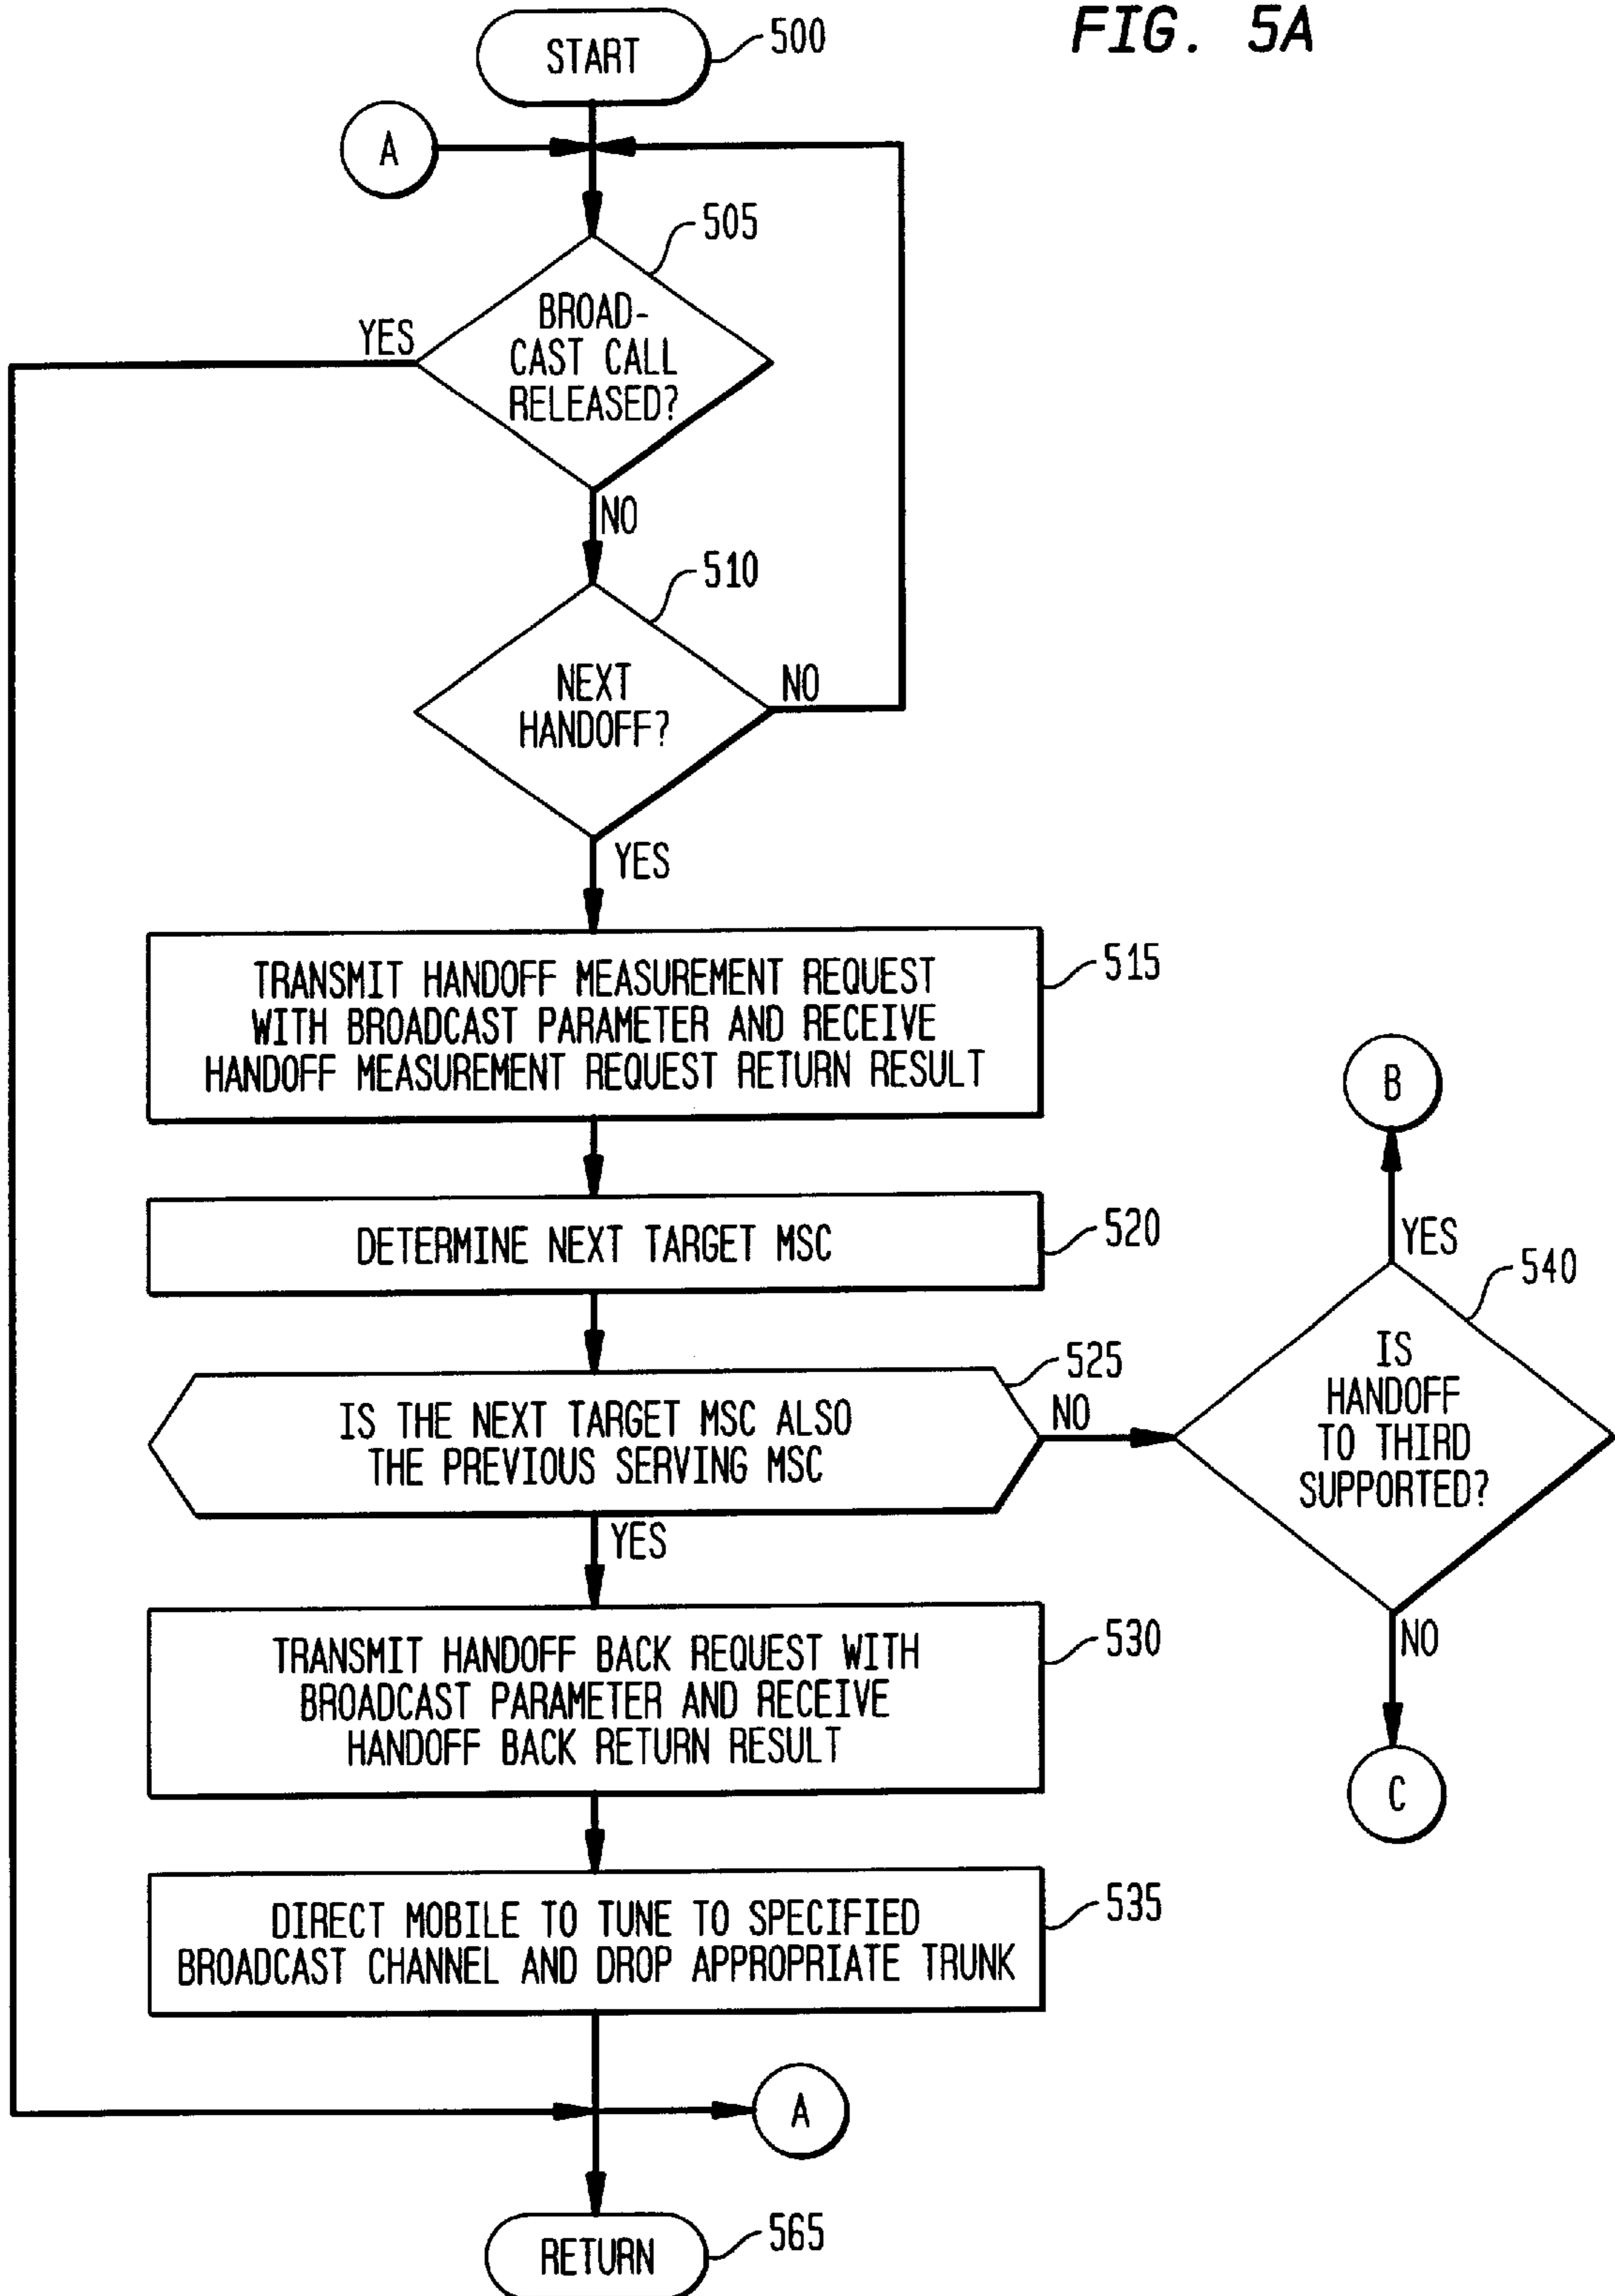 FIG. 5A
START
500
A
505
BROAD-
CAST CALL
RELEASED?
YES
NO
510
NEXT
HANDOFF?
NO
YES
515
TRANSMIT HANDOFF MEASUREMENT REQUEST
WITH BROADCAST PARAMETER AND RECEIVE
HANDOFF MEASUREMENT REQUEST RETURN RESULT
B
520
DETERMINE NEXT TARGET MSC
YES
540
IS
HANDOFF
TO THIRD
SUPPORTED?
525
IS THE NEXT TARGET MSC ALSO
THE PREVIOUS SERVING MSC
NO
YES
NO
530
TRANSMIT HANDOFF BACK REQUEST WITH
BROADCAST PARAMETER AND RECEIVE
HANDOFF BACK RETURN RESULT
C
535
DIRECT MOBILE TO TUNE TO SPECIFIED
BROADCAST CHANNEL AND DROP APPROPRIATE TRUNK
A
RETURN
565